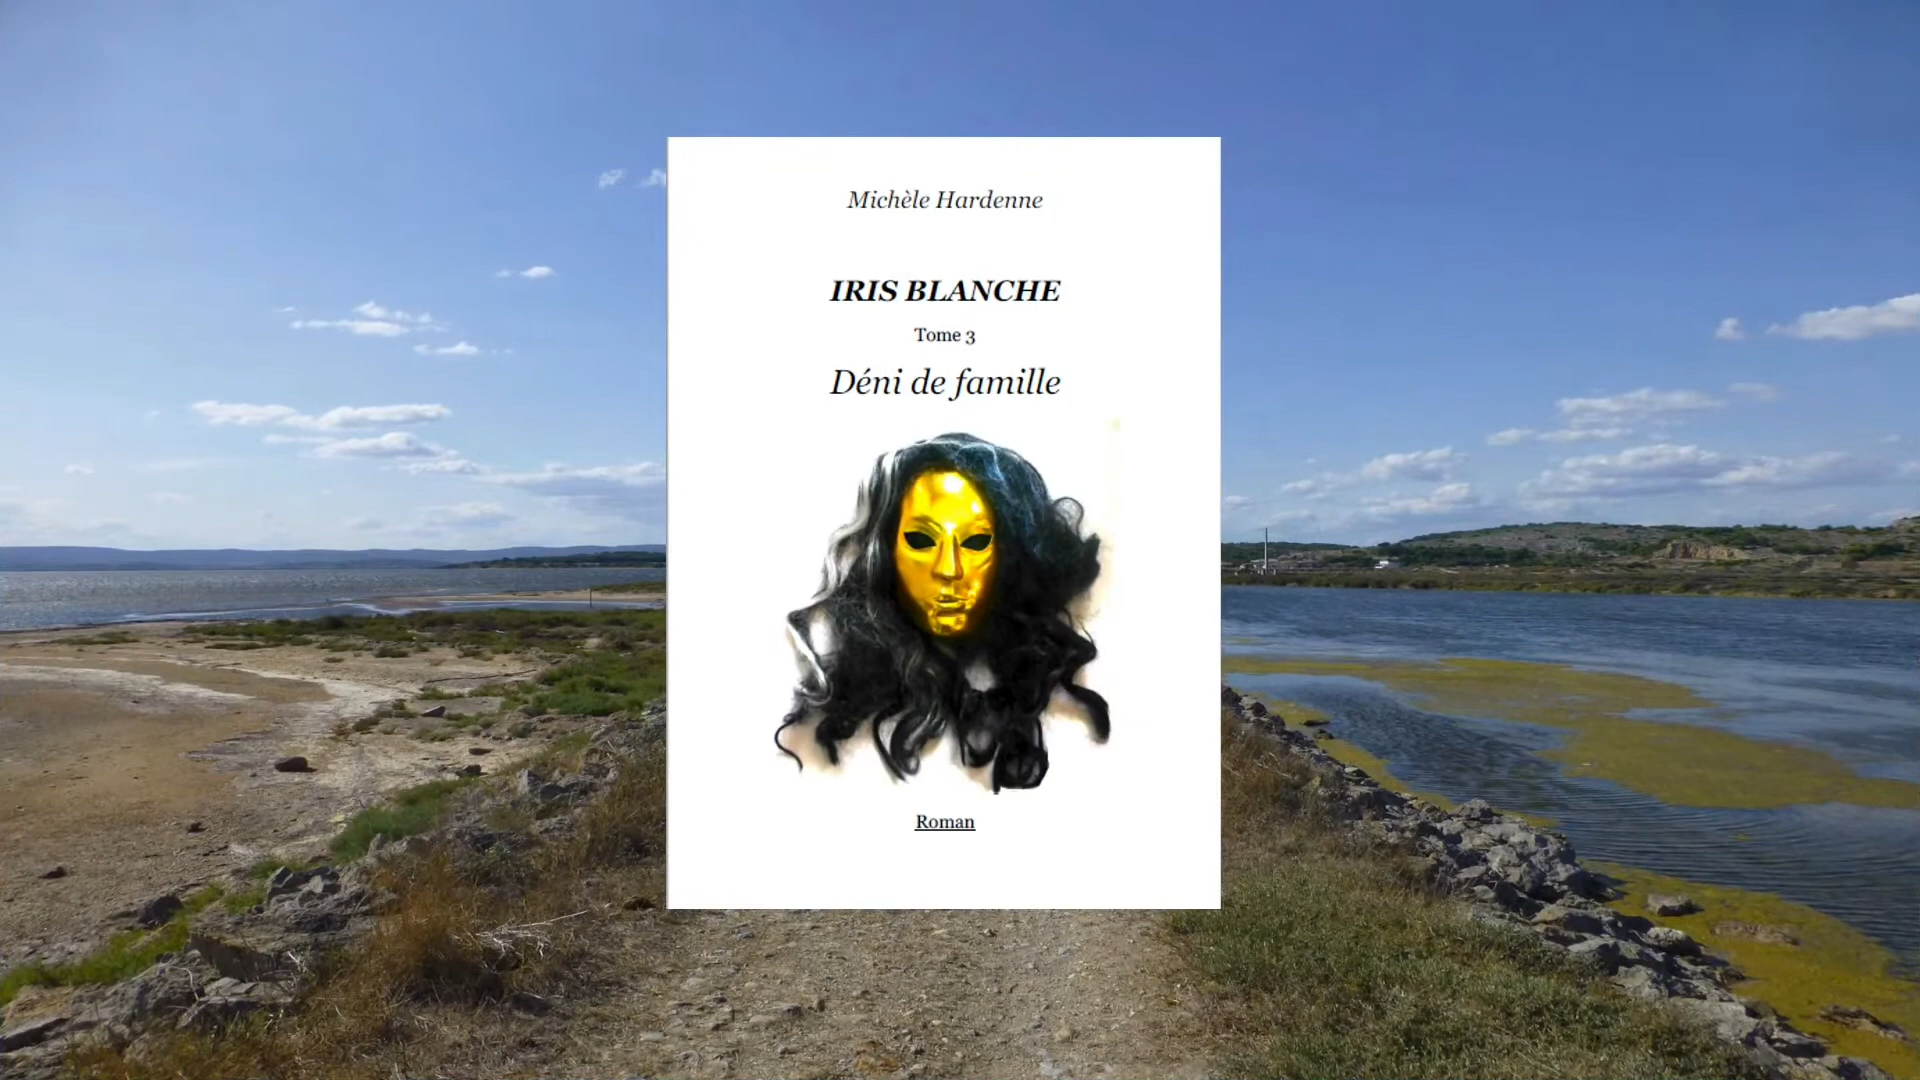 Michèle Hardenne
IRIS BLANCHE
Tome 3
Déni de famille
Roman